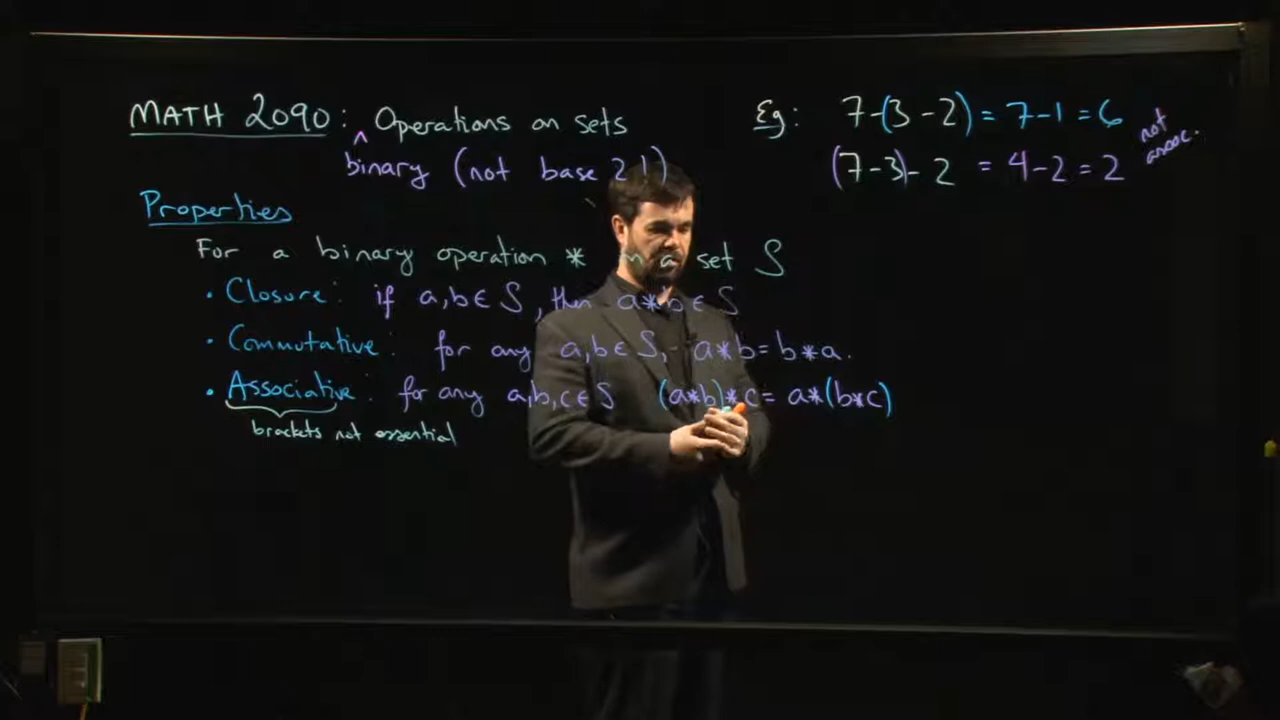 MATH 2090: Operations on sets
^
binary (not base 2!)
Properties
For a binary operation * on a set S
• Closure: if a,b ∈ S, then a*b ∈ S
• Commutative: for any a,b ∈ S, a*b = b*a.
• Associative: for any a,b,c ∈ S (a*b)*c = a*(b*c)
brackets not essential
Eg: 7-(3-2) = 7-1 = 6
(7-3)-2 = 4-2 = 2
not
assoc.